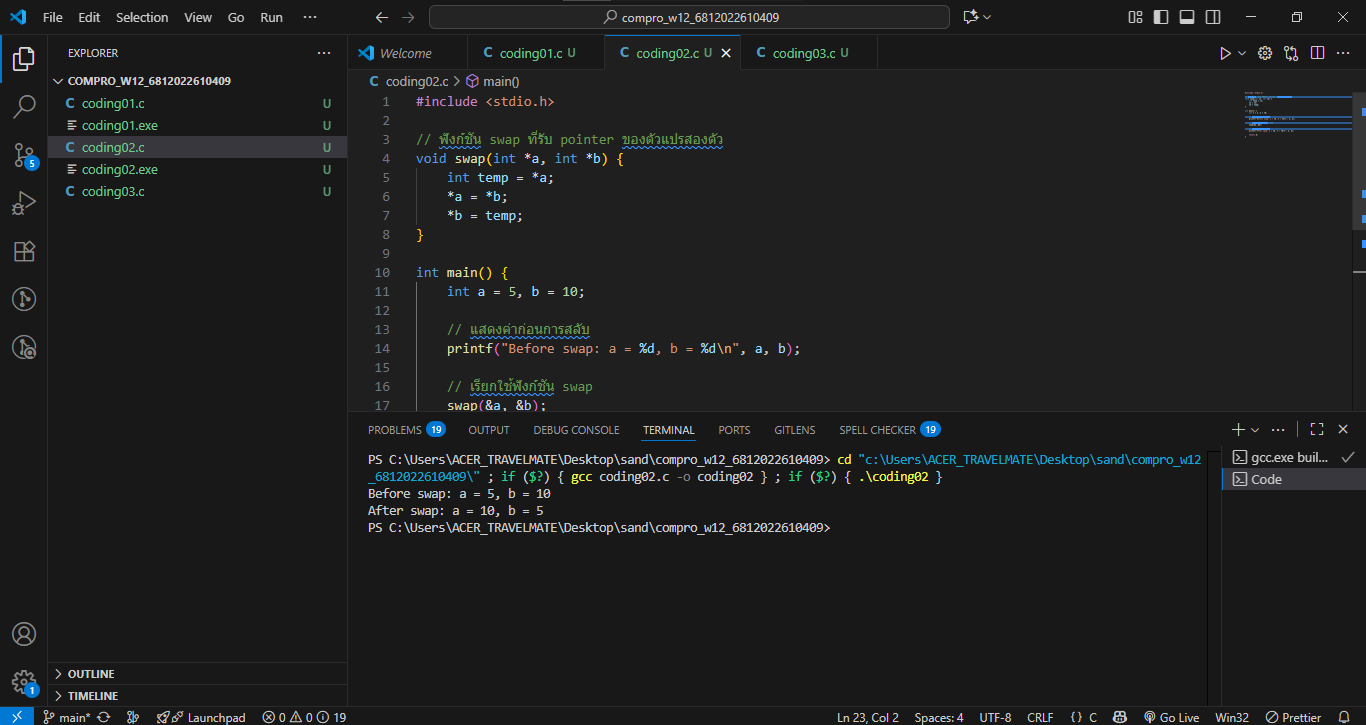 File Edit Selection View Go Run ···
compro_w12_6812022610409
EXPLORER ···
COMPRO_W12_6812022610409
coding01.c U
coding01.exe U
coding02.c U
coding02.exe U
coding03.c U
OUTLINE
TIMELINE
5
1
Welcome
coding01.c U
coding02.c U
coding03.c U
coding02.c > main()
1 #include <stdio.h>
2
3 // ฟังก์ชัน swap ที่รับ pointer ของตัวแปรสองตัว
4 void swap(int *a, int *b) {
5 int temp = *a;
6 *a = *b;
7 *b = temp;
8 }
9
10 int main() {
11 int a = 5, b = 10;
12
13 // แสดงค่าก่อนการสลับ
14 printf("Before swap: a = %d, b = %d\n", a, b);
15
16 // เรียกใช้ฟังก์ชัน swap
17 swap(&a, &b);
PROBLEMS 19 OUTPUT DEBUG CONSOLE TERMINAL PORTS GITLENS SPELL CHECKER 19
PS C:\Users\ACER_TRAVELMATE\Desktop\sand\compro_w12_6812022610409> cd "c:\Users\ACER_TRAVELMATE\Desktop\sand\compro_w12
_6812022610409\" ; if ($?) { gcc coding02.c -o coding02 } ; if ($?) { .\coding02 }
Before swap: a = 5, b = 10
After swap: a = 10, b = 5
PS C:\Users\ACER_TRAVELMATE\Desktop\sand\compro_w12_6812022610409>
gcc.exe buil...
Code
main* Launchpad 0 0 19 Ln 23, Col 2 Spaces: 4 UTF-8 CRLF {} C Go Live Win32 Prettier